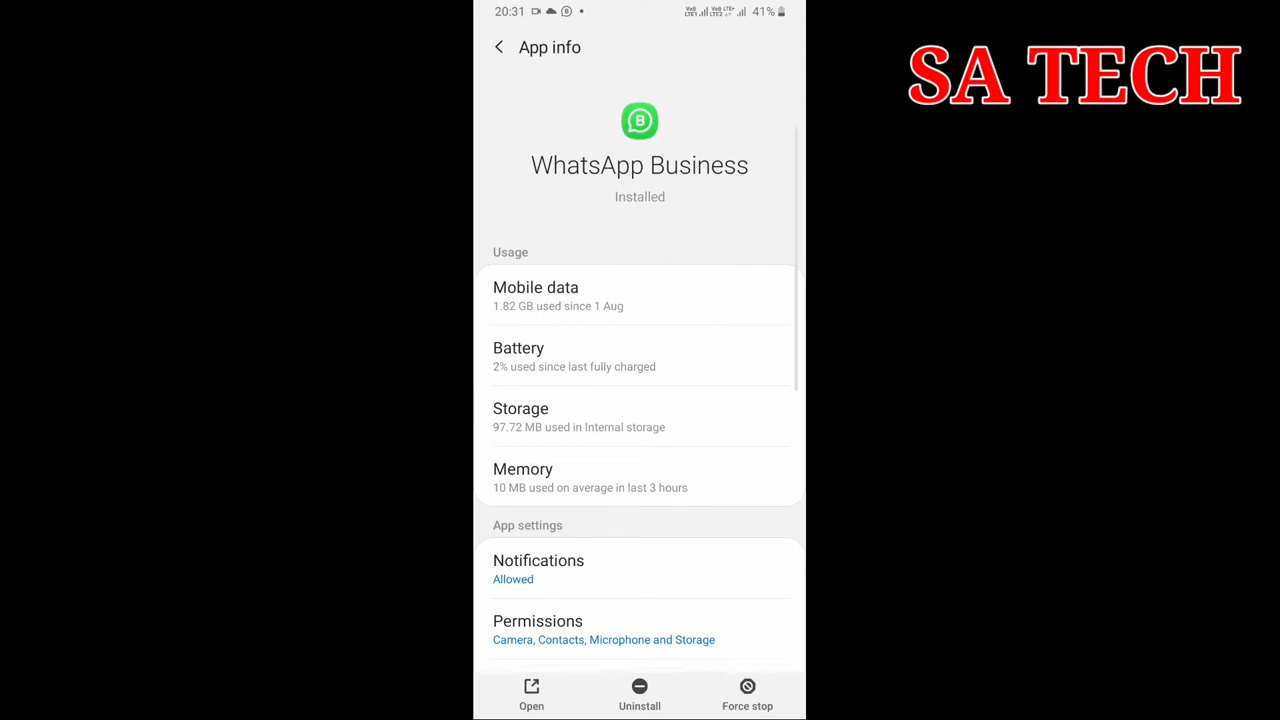 20:31
41%
App info
SA TECH
WhatsApp Business
Installed
Usage
Mobile data
1.82 GB used since 1 Aug
Battery
2% used since last fully charged
Storage
97.72 MB used in Internal storage
Memory
10 MB used on average in last 3 hours
App settings
Notifications
Allowed
Permissions
Camera, Contacts, Microphone and Storage
Open
Uninstall
Force stop